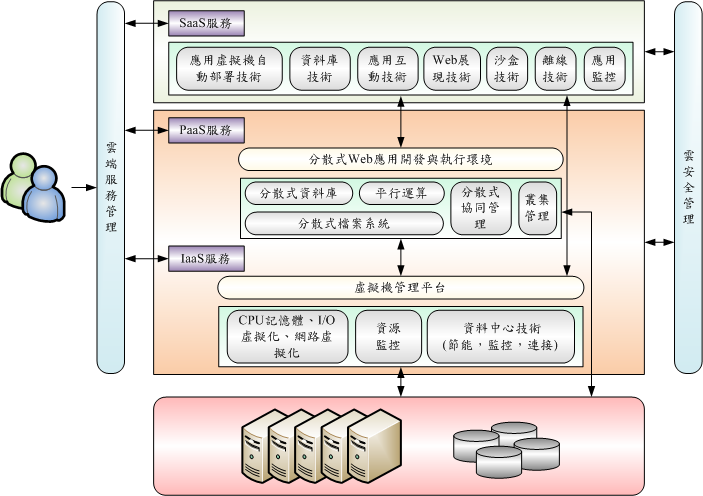 SaaS服務
應用虛擬機自
動部署技術
資料庫
技術
應用互
動技術
Web展
現技術
沙盒
技術
離線
技術
應用
監控
PaaS服務
分散式Web應用開發與執行環境
雲端服務管理
雲安全管理
分散式資料庫
平行運算
分散式
協同管
理
叢集
管理
分散式檔案系統
IaaS服務
虛擬機管理平台
CPU記憶體、I/O
虛擬化、網路虛
擬化
資源
監控
資料中心技術
(節能，監控，連接)